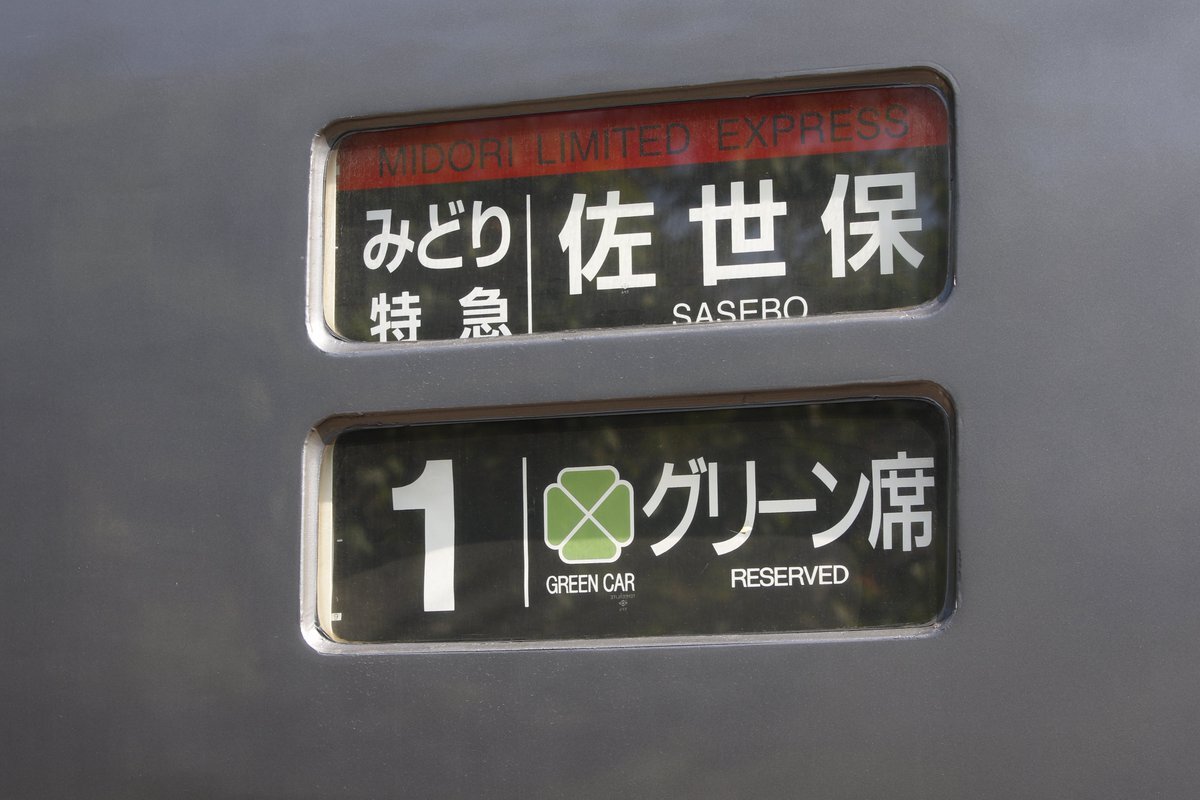 MIDORI LIMITED EXPRESS
みどり
特急
佐世保
SASEBO
1
GREEN CAR
グリーン席
RESERVED